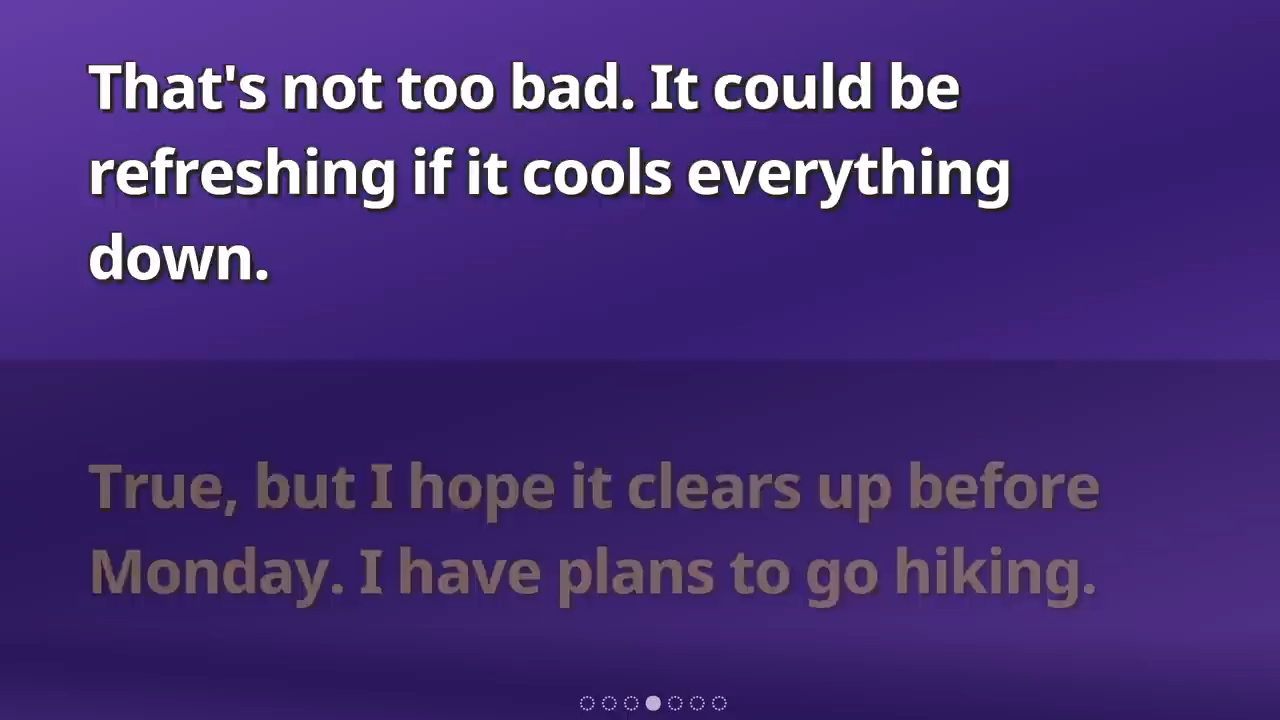 That's not too bad. It could be
refreshing if it cools everything
down.
True, but I hope it clears up before
Monday. I have plans to go hiking.